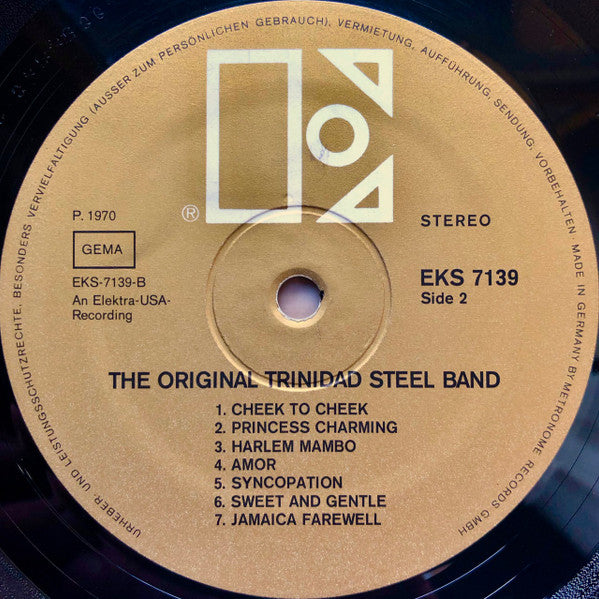 URHEBER UND LEISTUNGSSCHUTZRECHTE, BESONDERS VERVIELFÄLTIGUNG (AUSSER ZUM PERSÖNLICHEN GEBRAUCH), VERMIETUNG, AUFFÜHRUNG, SENDUNG, VORBEHALTEN. MADE IN GERMANY BY METRONOME RECORDS GMBH
®
P. 1970
STEREO
GEMA
EKS-7139-B
EKS 7139
An Elektra-USA-
Recording
Side 2
THE ORIGINAL TRINIDAD STEEL BAND
1. CHEEK TO CHEEK
2. PRINCESS CHARMING
3. HARLEM MAMBO
4. AMOR
5. SYNCOPATION
6. SWEET AND GENTLE
7. JAMAICA FAREWELL